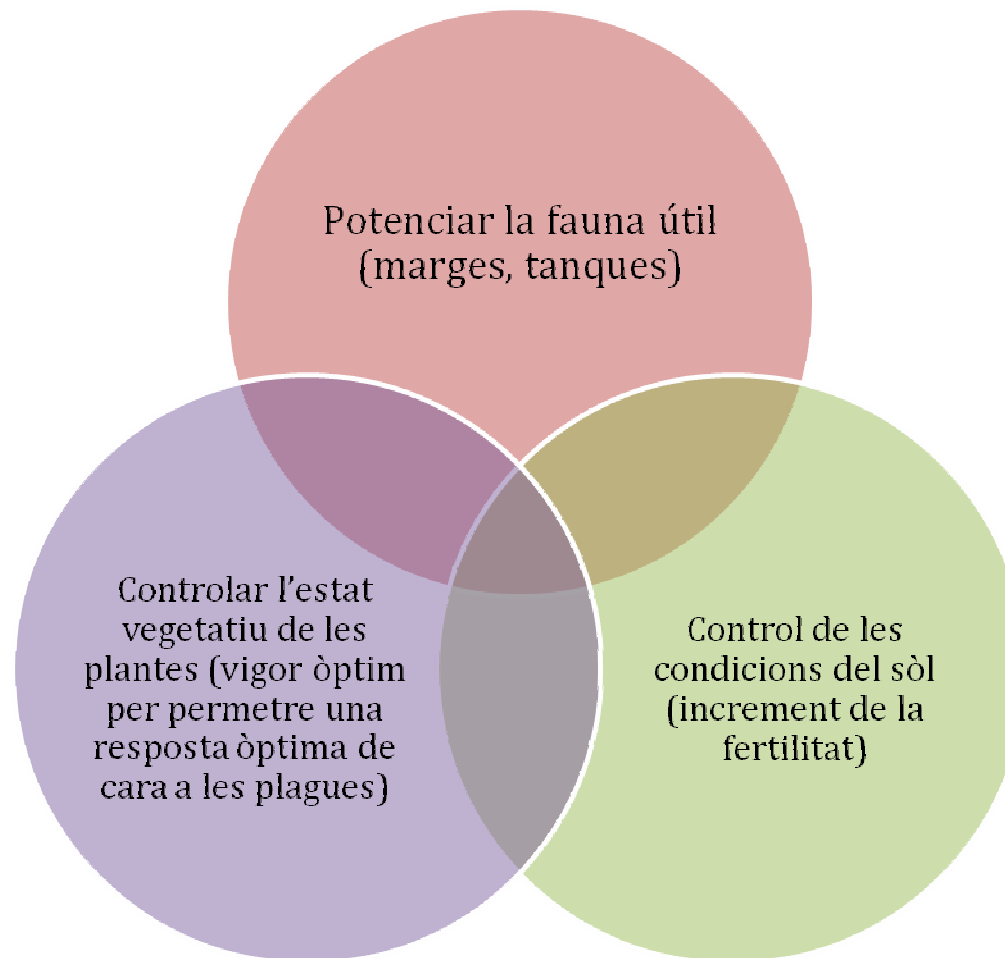 Potenciar la fauna útil
(marges, tanques)
Controlar l'estat
vegetatiu de les
plantes (vigor òptim
per permetre una
resposta òptima de
cara a les plagues)
Control de les
condicions del sòl
(increment de la
fertilitat)